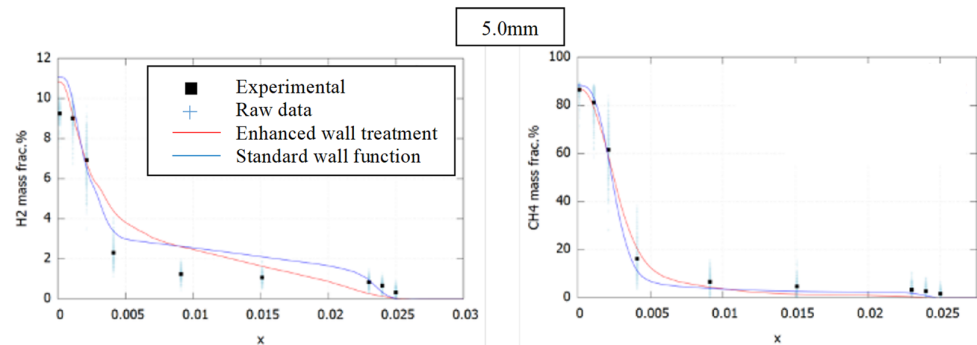 5.0mm
H2 mass frac.%
12
10
8
6
4
2
0
0
0.005
0.01
0.015
0.02
0.025
0.03
x
Experimental
Raw data
Enhanced wall treatment
Standard wall function
CH4 mass frac.%
100
80
60
40
20
0
0
0.005
0.01
0.015
0.02
0.025
x